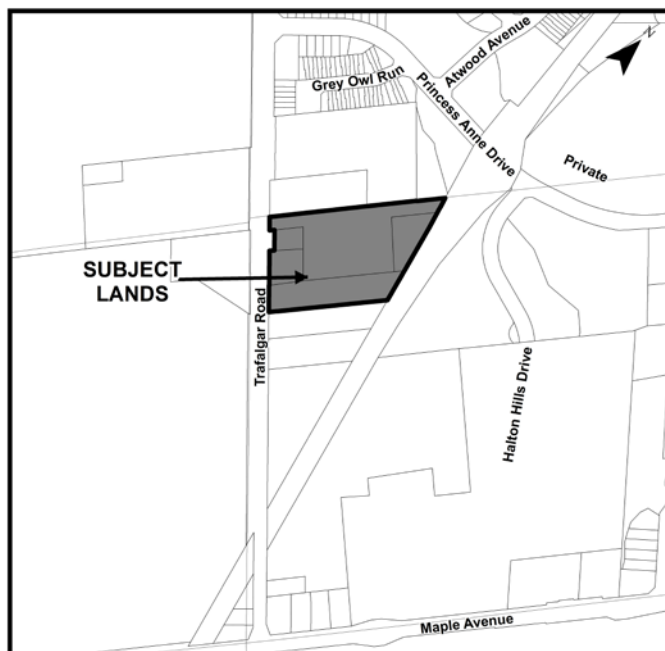 N
Atwood Avenue
Grey Owl Run
Princess Anne Drive
Private
SUBJECT
LANDS
Trafalgar Road
Halton Hills Drive
Maple Avenue